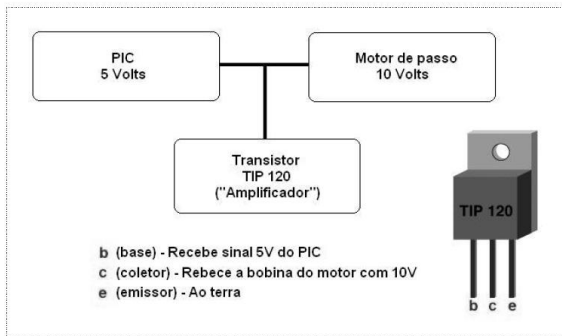 PIC
5 Volts
Motor de passo
10 Volts
Transistor
TIP 120
("Amplificador")
TIP 120
b (base) - Recebe sinal 5V do PIC
c (coletor) - Rebece a bobina do motor com 10V
e (emissor) - Ao terra
b c e